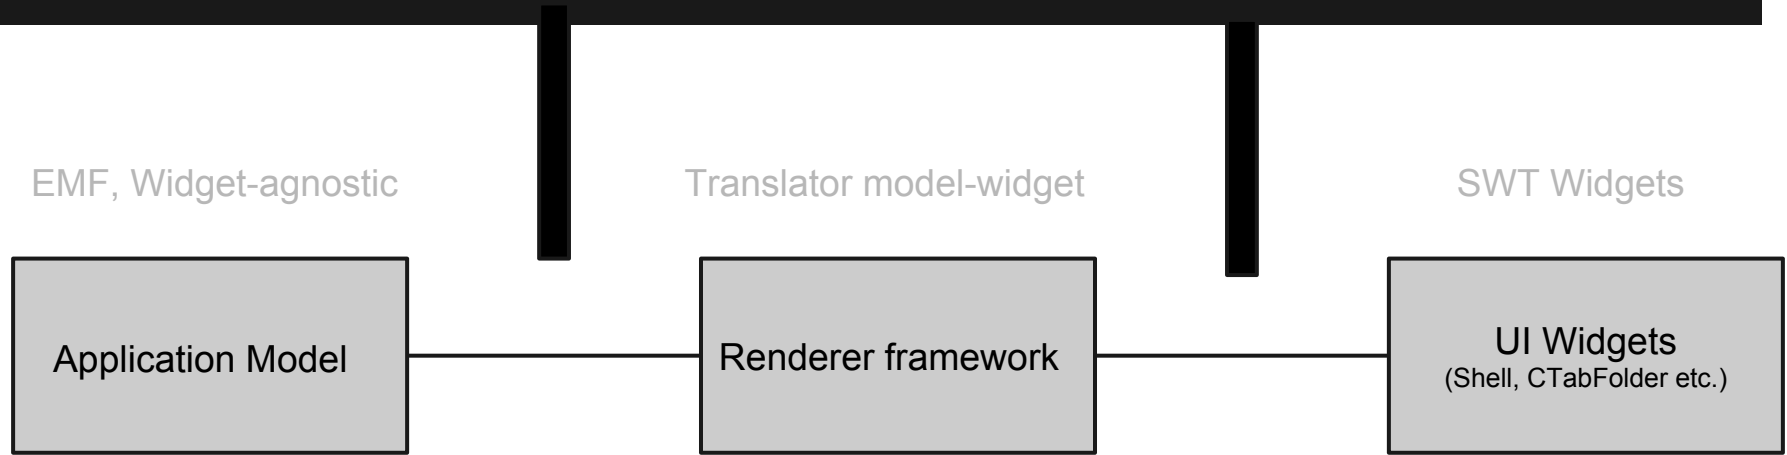 EMF, Widget-agnostic
Translator model-widget
SWT Widgets
Application Model
Renderer framework
UI Widgets
(Shell, CTabFolder etc.)